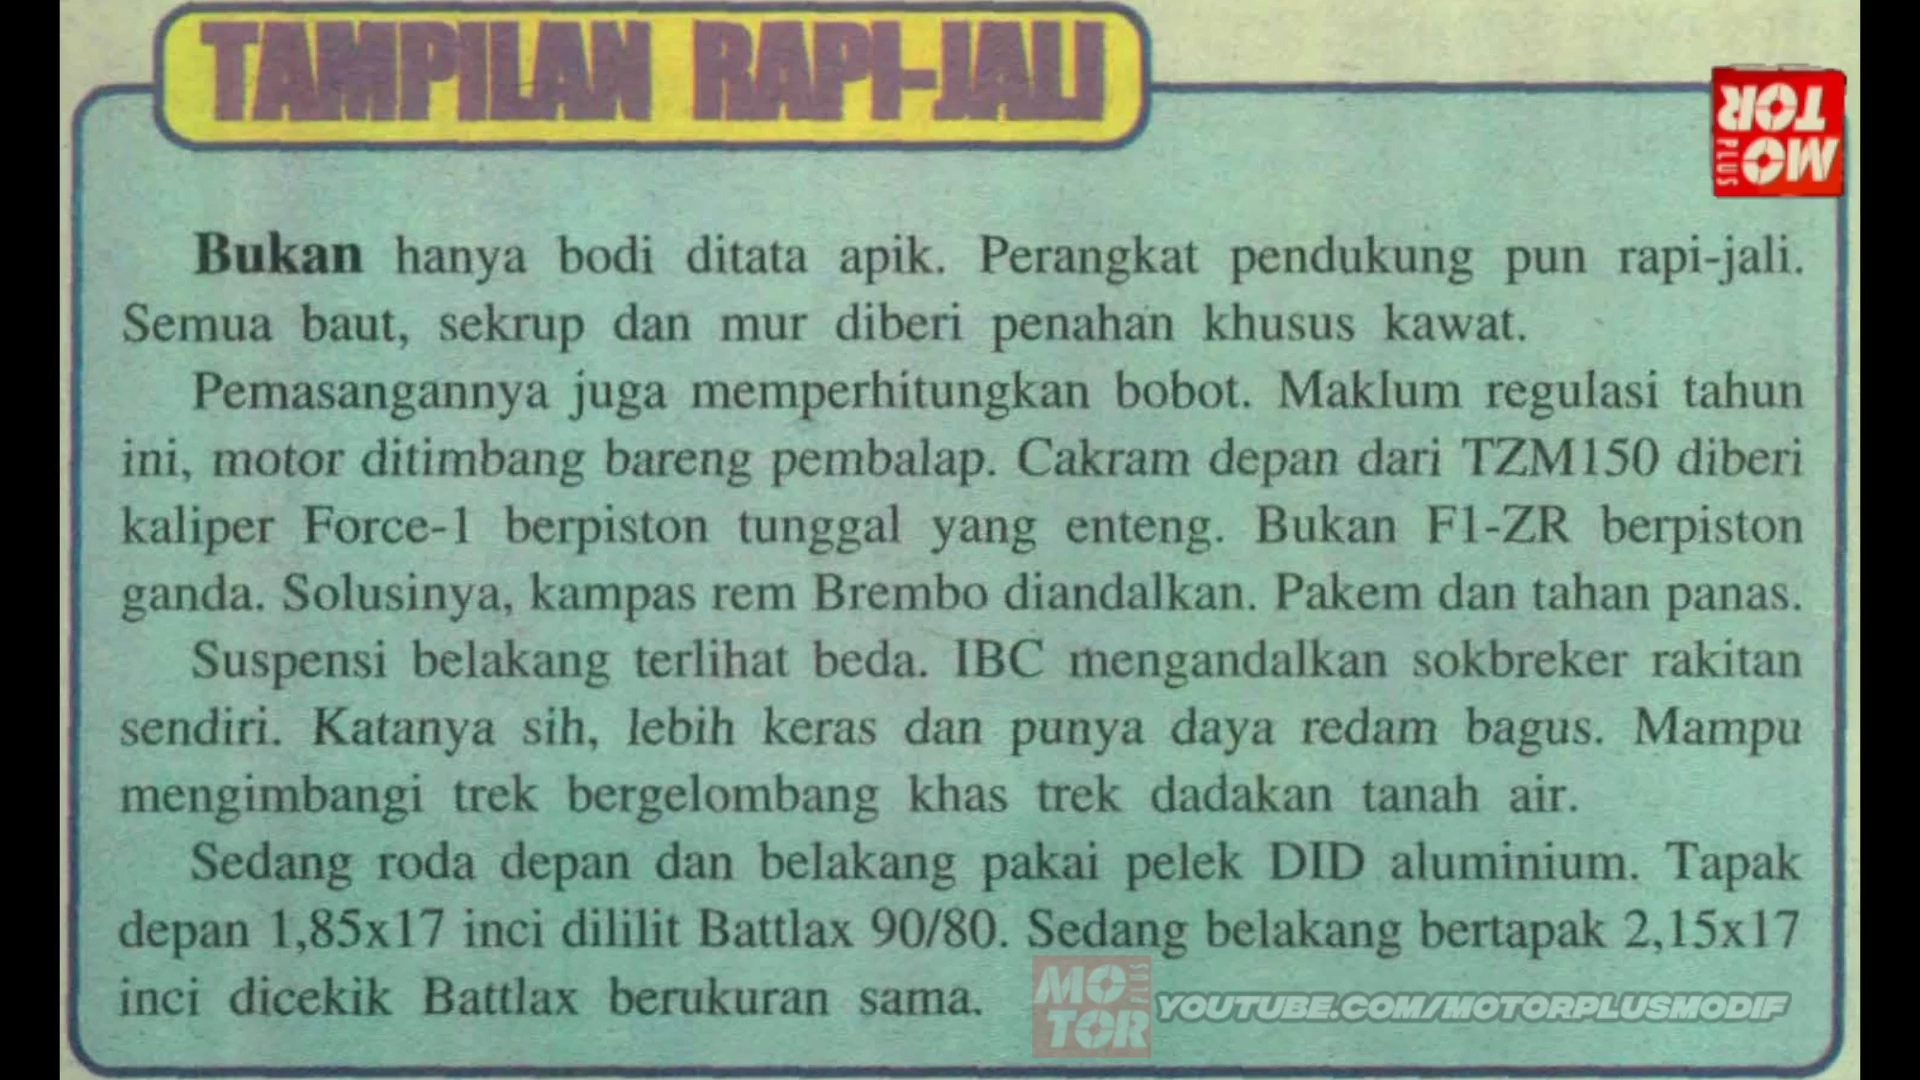 TAMPILAN RAPI-JALI
MOTOR
PLUS
Bukan hanya bodi ditata apik. Perangkat pendukung pun rapi-jali.
Semua baut, sekrup dan mur diberi penahan khusus kawat.
Pemasangannya juga memperhitungkan bobot. Maklum regulasi tahun
ini, motor ditimbang bareng pembalap. Cakram depan dari TZM150 diberi
kaliper Force-1 berpiston tunggal yang enteng. Bukan F1-ZR berpiston
ganda. Solusinya, kampas rem Brembo diandalkan. Pakem dan tahan panas.
Suspensi belakang terlihat beda. IBC mengandalkan sokbreker rakitan
sendiri. Katanya sih, lebih keras dan punya daya redam bagus. Mampu
mengimbangi trek bergelombang khas trek dadakan tanah air.
Sedang roda depan dan belakang pakai pelek DID aluminium. Tapak
depan 1,85x17 inci dililit Battlax 90/80. Sedang belakang bertapak 2,15x17
inci dicekik Battlax berukuran sama.
MOTOR
PLUS
YOUTUBE.COM/MOTORPLUSMODIF